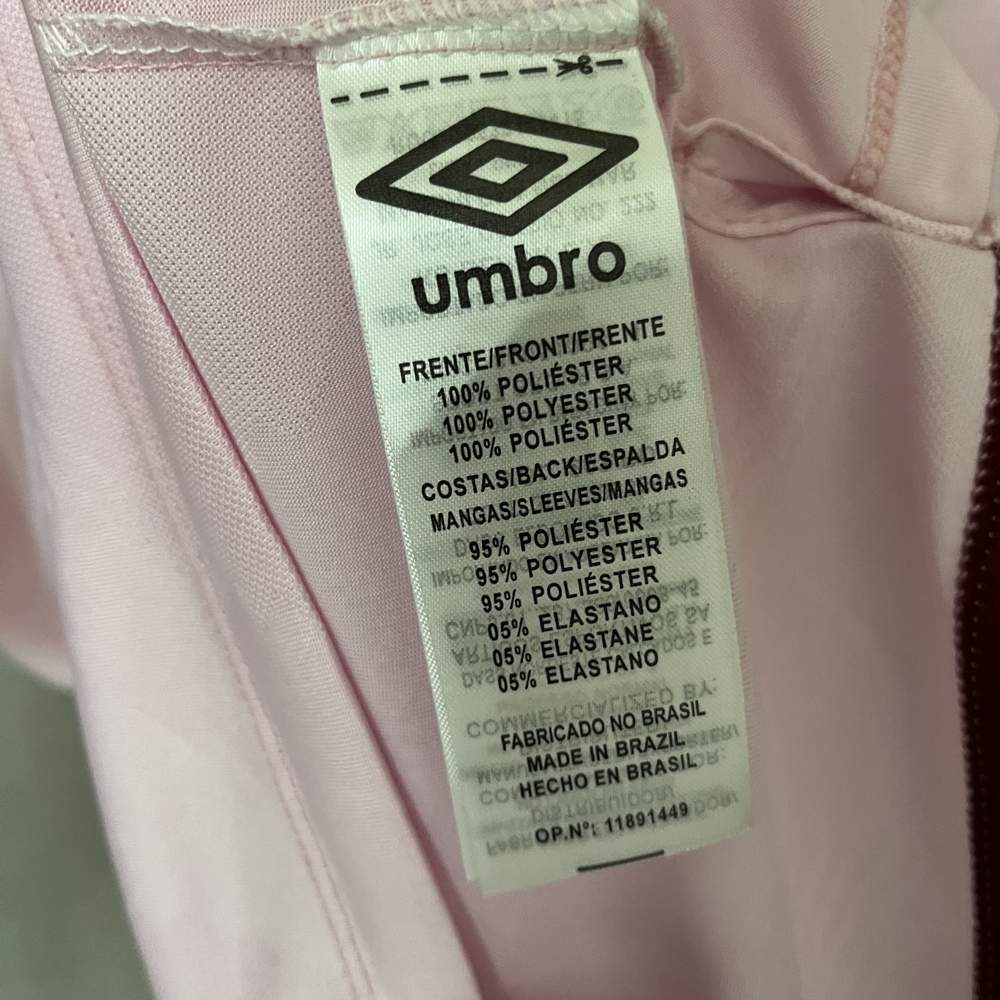 umbro
FRENTE/FRONT/FRENTE
100% POLIÉSTER
100% POLYESTER
100% POLIÉSTER
COSTAS/BACK/ESPALDA
MANGAS/SLEEVES/MANGAS
95% POLIÉSTER
95% POLYESTER
95% POLIÉSTER
05% ELASTANO
05% ELASTANE
05% ELASTANO
FABRICADO NO BRASIL
MADE IN BRAZIL
HECHO EN BRASIL
OP.Nº: 11891449